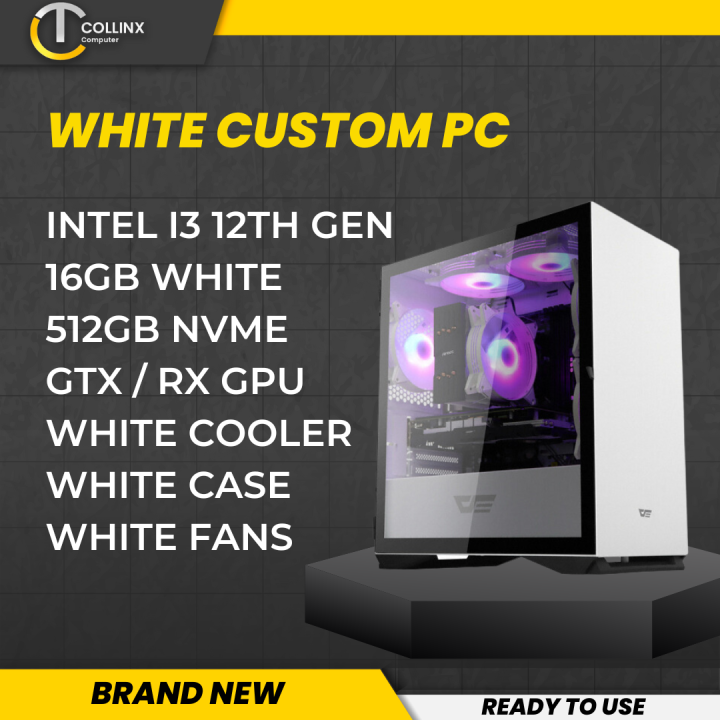 COLLINX
Computer
WHITE CUSTOM PC
INTEL I3 12TH GEN
16GB WHITE
512GB NVME
GTX / RX GPU
WHITE COOLER
WHITE CASE
WHITE FANS
BRAND NEW
READY TO USE